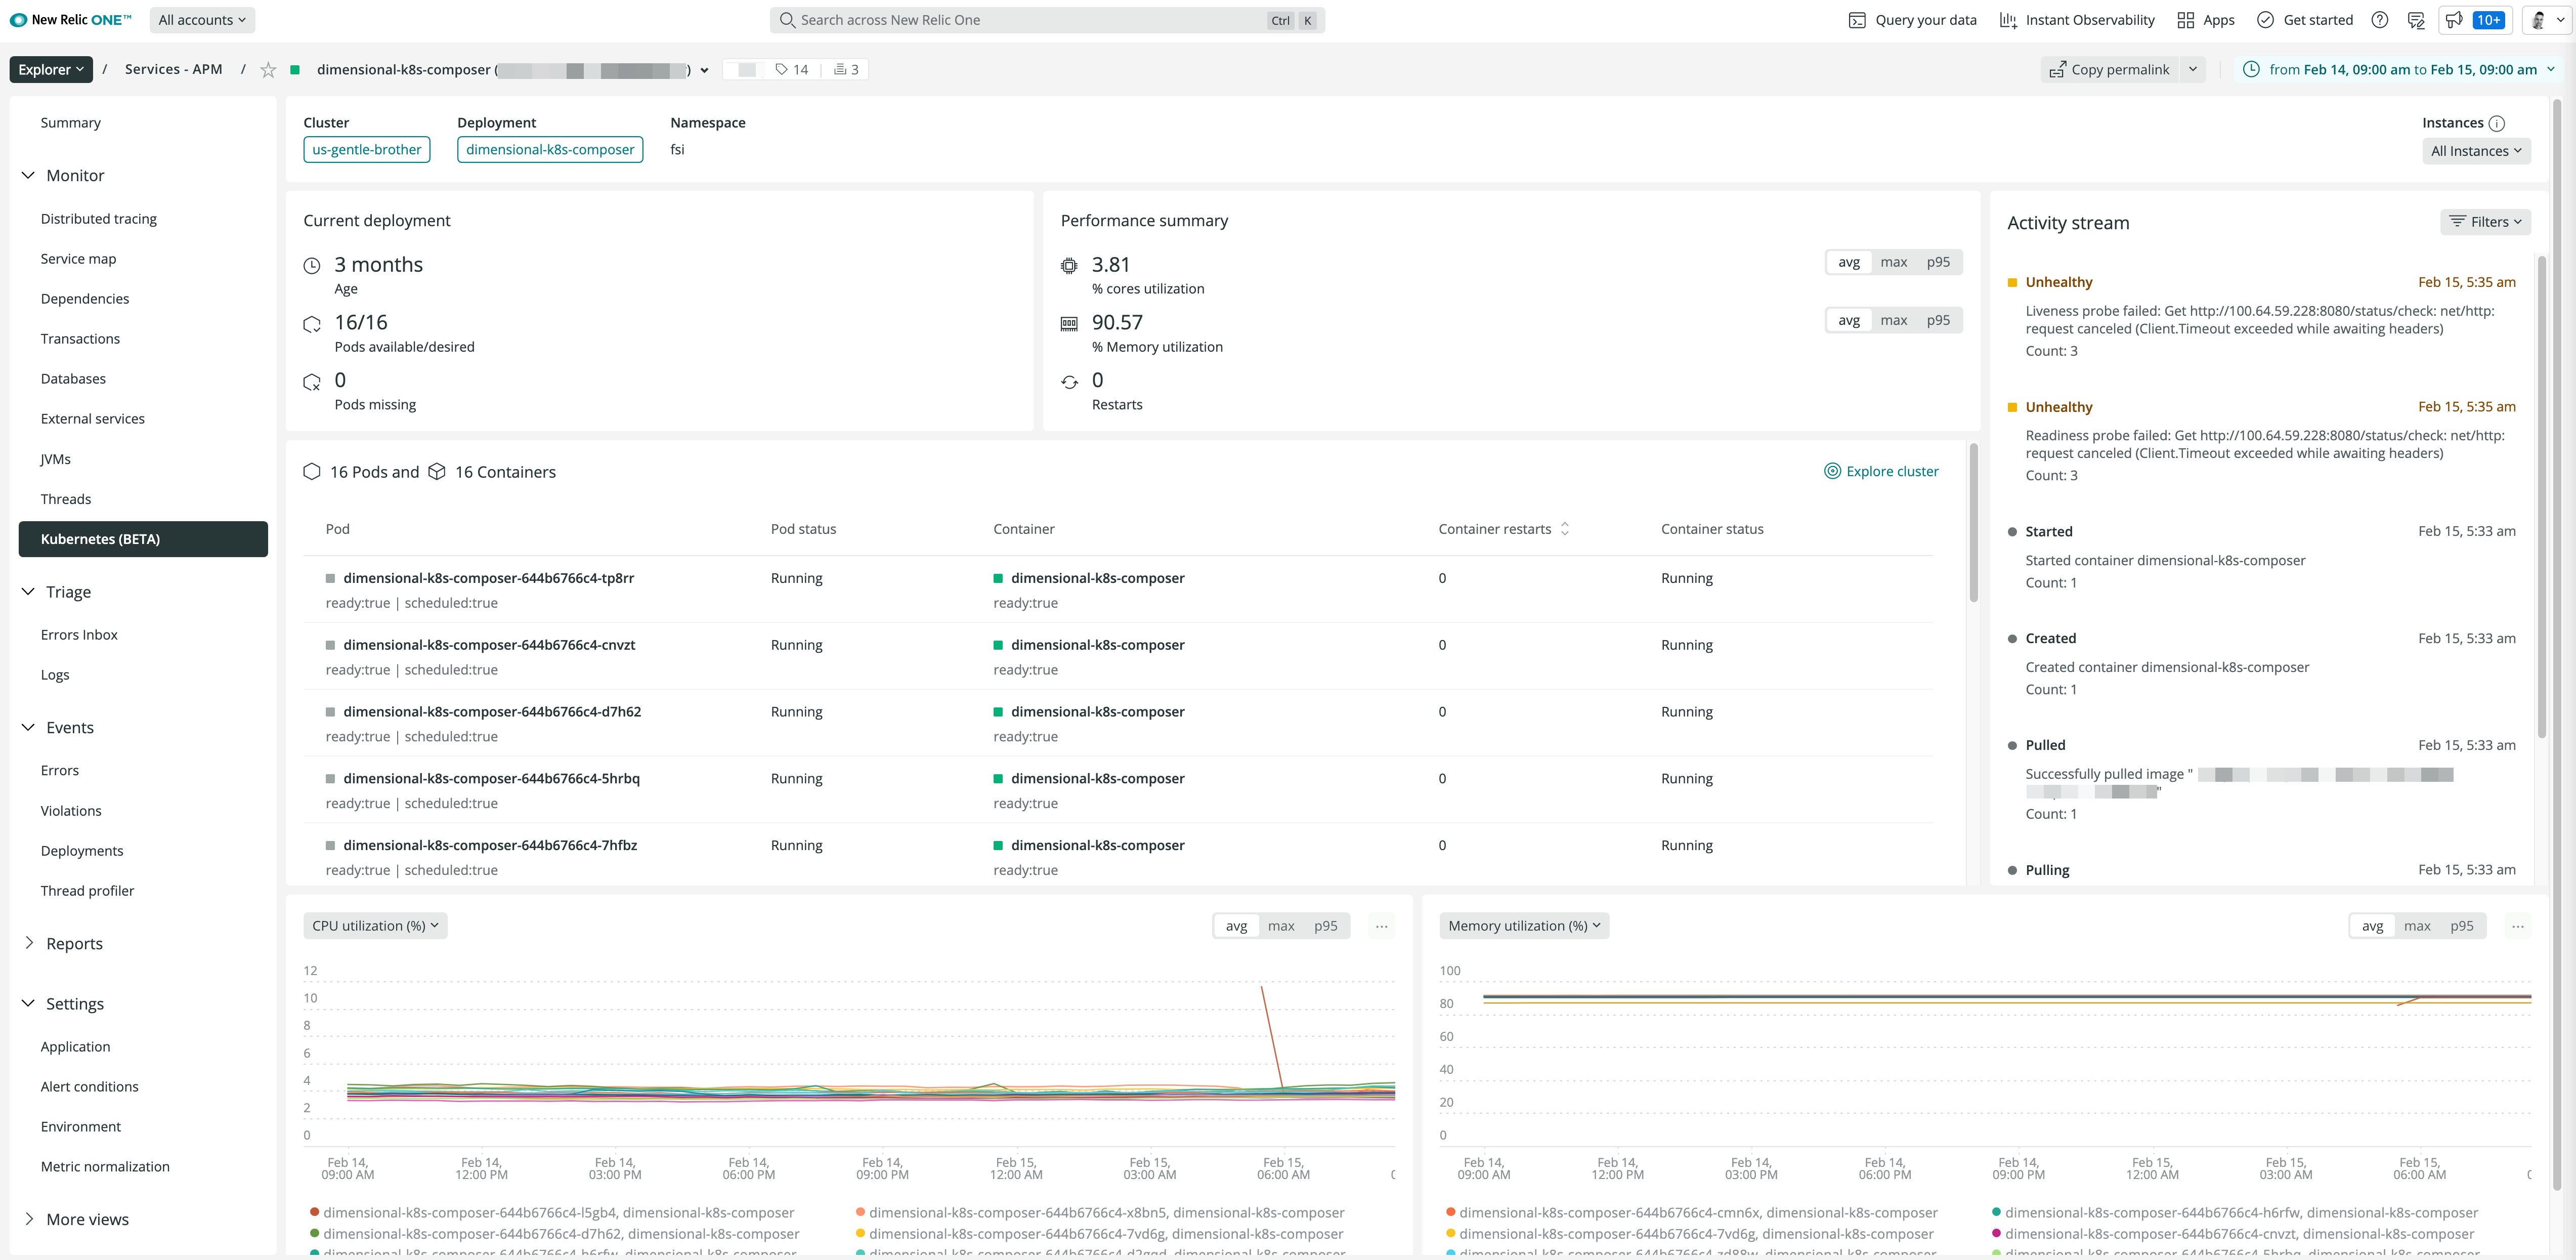 New Relic ONE™
All accounts
Search across New Relic One
Ctrl K
Query your data
Instant Observability
Apps
Get started
10+
Explorer / Services - APM / dimensional-k8s-composer ( )
14
3
Copy permalink
from Feb 14, 09:00 am to Feb 15, 09:00 am
Summary
Monitor
Distributed tracing
Service map
Dependencies
Transactions
Databases
External services
JVMs
Threads
Kubernetes (BETA)
Triage
Errors Inbox
Logs
Events
Errors
Violations
Deployments
Thread profiler
Reports
Settings
Application
Alert conditions
Environment
Metric normalization
More views
Cluster
us-gentle-brother
Deployment
dimensional-k8s-composer
Namespace
fsi
Instances
All Instances
Current deployment
3 months
Age
16/16
Pods available/desired
0
Pods missing
Performance summary
3.81
% cores utilization
avg max p95
90.57
% Memory utilization
avg max p95
0
Restarts
16 Pods and 16 Containers
Explore cluster
Pod Pod status Container Container restarts Container status
dimensional-k8s-composer-644b6766c4-tp8rr Running dimensional-k8s-composer 0 Running
ready:true | scheduled:true ready:true
dimensional-k8s-composer-644b6766c4-cnvzt Running dimensional-k8s-composer 0 Running
ready:true | scheduled:true ready:true
dimensional-k8s-composer-644b6766c4-d7h62 Running dimensional-k8s-composer 0 Running
ready:true | scheduled:true ready:true
dimensional-k8s-composer-644b6766c4-5hrbq Running dimensional-k8s-composer 0 Running
ready:true | scheduled:true ready:true
dimensional-k8s-composer-644b6766c4-7hfbz Running dimensional-k8s-composer 0 Running
ready:true | scheduled:true ready:true
Activity stream
Filters
Unhealthy Feb 15, 5:35 am
Liveness probe failed: Get http://100.64.59.228:8080/status/check: net/http:
request canceled (Client.Timeout exceeded while awaiting headers)
Count: 3
Unhealthy Feb 15, 5:35 am
Readiness probe failed: Get http://100.64.59.228:8080/status/check: net/http:
request canceled (Client.Timeout exceeded while awaiting headers)
Count: 3
Started Feb 15, 5:33 am
Started container dimensional-k8s-composer
Count: 1
Created Feb 15, 5:33 am
Created container dimensional-k8s-composer
Count: 1
Pulled Feb 15, 5:33 am
Successfully pulled image "
"
Count: 1
Pulling Feb 15, 5:33 am
CPU utilization (%)
avg max p95
...
12
10
8
6
4
2
0
Feb 14, Feb 14, Feb 14, Feb 14, Feb 14, Feb 15, Feb 15, Feb 15,
09:00 AM 12:00 PM 03:00 PM 06:00 PM 09:00 PM 12:00 AM 03:00 AM 06:00 AM
dimensional-k8s-composer-644b6766c4-l5gb4, dimensional-k8s-composer
dimensional-k8s-composer-644b6766c4-x8bn5, dimensional-k8s-composer
dimensional-k8s-composer-644b6766c4-d7h62, dimensional-k8s-composer
dimensional-k8s-composer-644b6766c4-7vd6g, dimensional-k8s-composer
Memory utilization (%)
avg max p95
...
100
80
60
40
20
0
Feb 14, Feb 14, Feb 14, Feb 14, Feb 14, Feb 15, Feb 15, Feb 15,
09:00 AM 12:00 PM 03:00 PM 06:00 PM 09:00 PM 12:00 AM 03:00 AM 06:00 AM
dimensional-k8s-composer-644b6766c4-cmn6x, dimensional-k8s-composer
dimensional-k8s-composer-644b6766c4-h6rfw, dimensional-k8s-composer
dimensional-k8s-composer-644b6766c4-7vd6g, dimensional-k8s-composer
dimensional-k8s-composer-644b6766c4-cnvzt, dimensional-k8s-composer